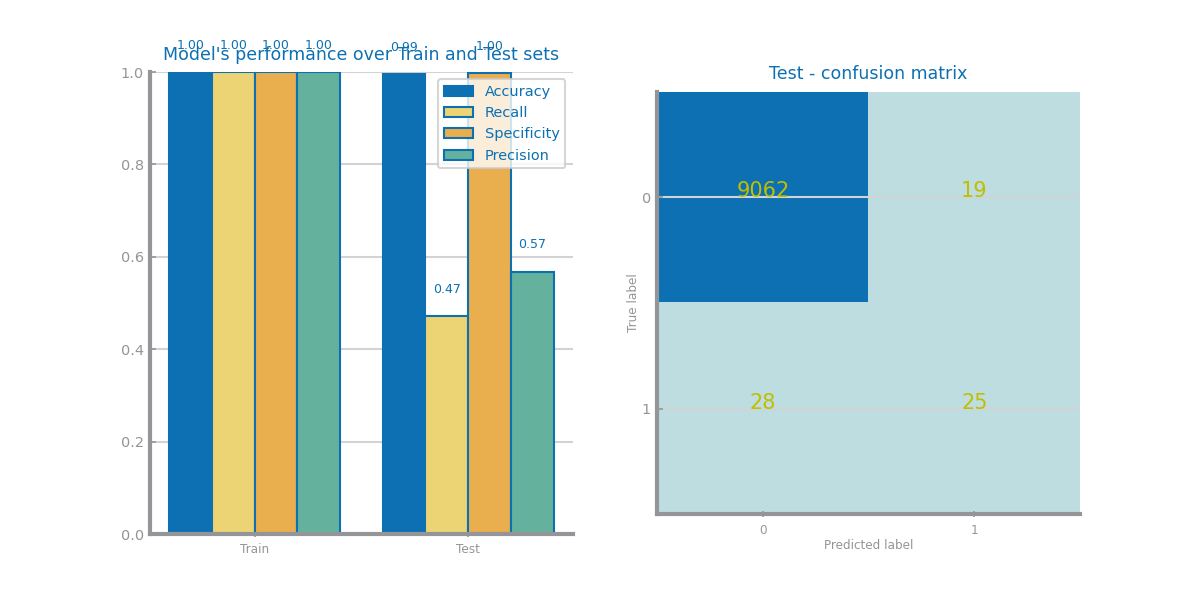 Model's performance over Train and Test sets
1.00 1.00 1.00 1.00 0.99 0.47 1.00 0.57
Accuracy
Recall
Specificity
Precision
1.0
0.8
0.6
0.4
0.2
0.0
Train Test
Test - confusion matrix
True label
0
1
9062 19
28 25
0 1
Predicted label